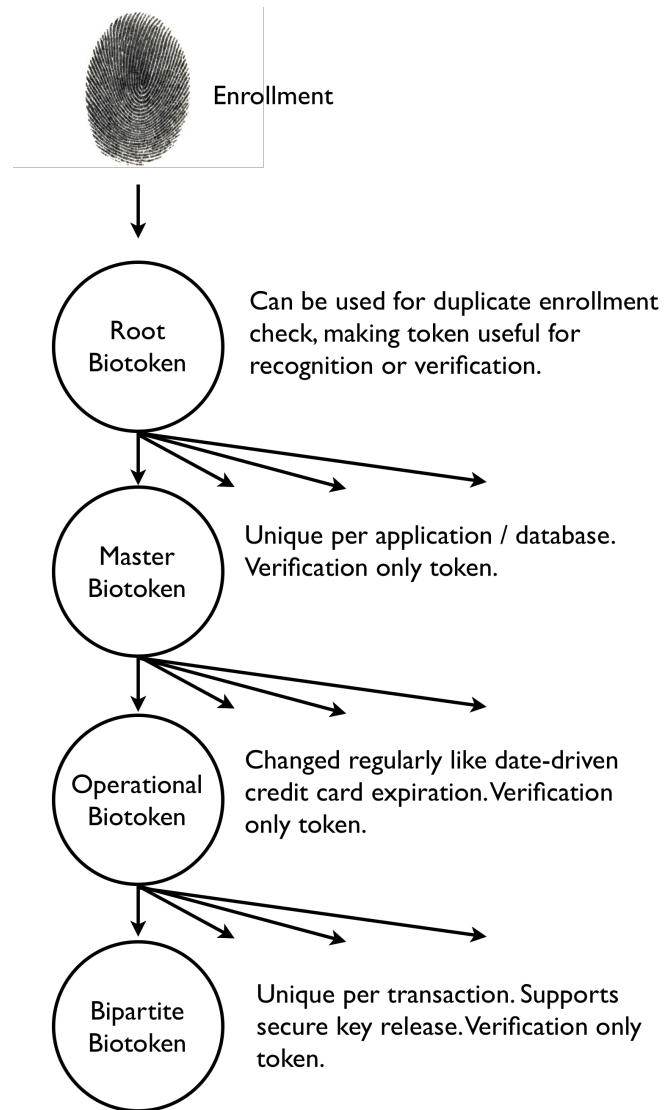 Enrollment
Root
Biotoken
Can be used for duplicate enrollment
check, making token useful for
recognition or verification.
Master
Biotoken
Unique per application / database.
Verification only token.
Operational
Biotoken
Changed regularly like date-driven
credit card expiration. Verification
only token.
Bipartite
Biotoken
Unique per transaction. Supports
secure key release. Verification only
token.